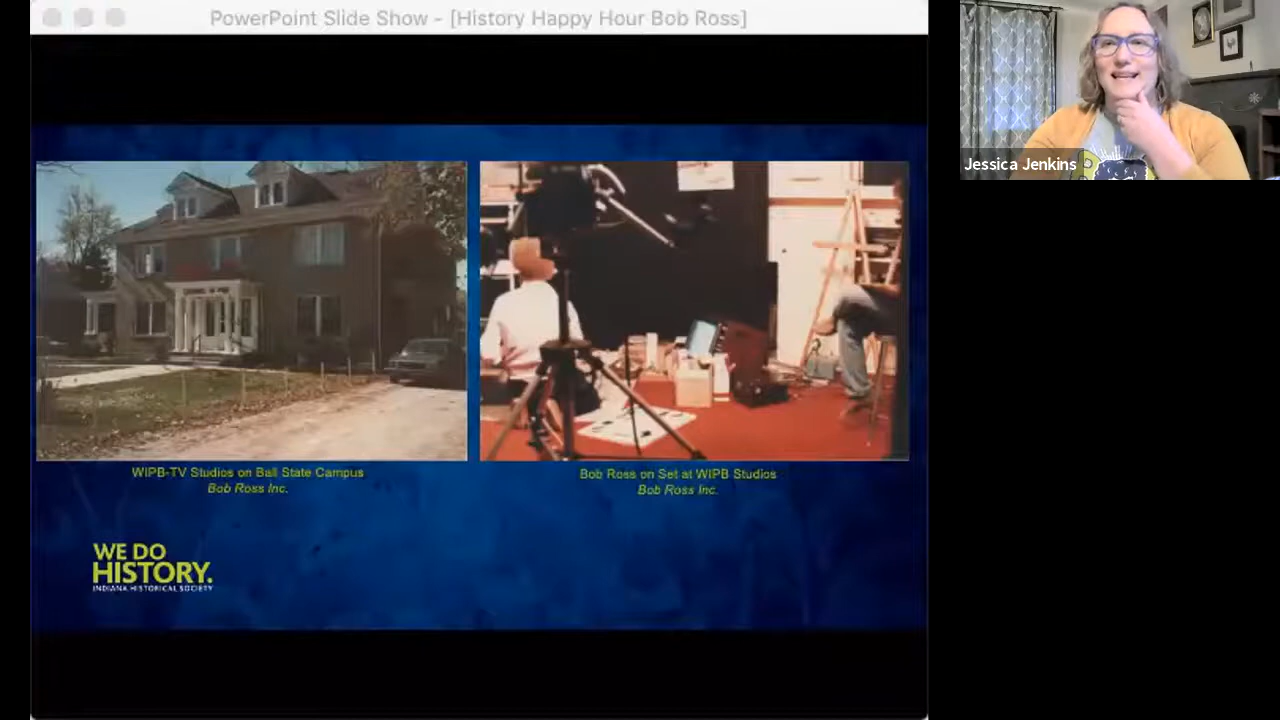 PowerPoint Slide Show - [History Happy Hour Bob Ross]
Jessica Jenkins
WIPB-TV Studios on Ball State Campus
Bob Ross Inc.
Bob Ross on Set at WIPB Studios
Bob Ross Inc.
WE DO
HISTORY.
INDIANA HISTORICAL SOCIETY